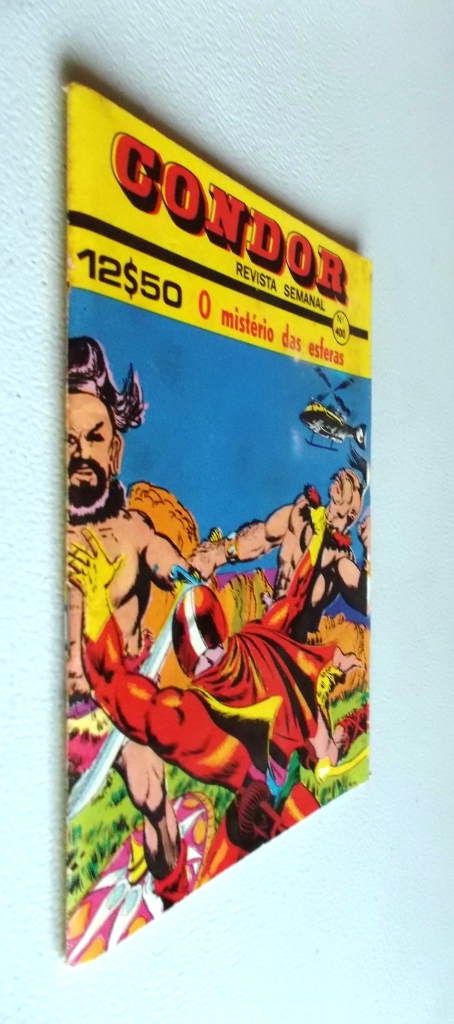 CONDOR
REVISTA SEMANAL
Nº 400
12$50 O mistério das esferas